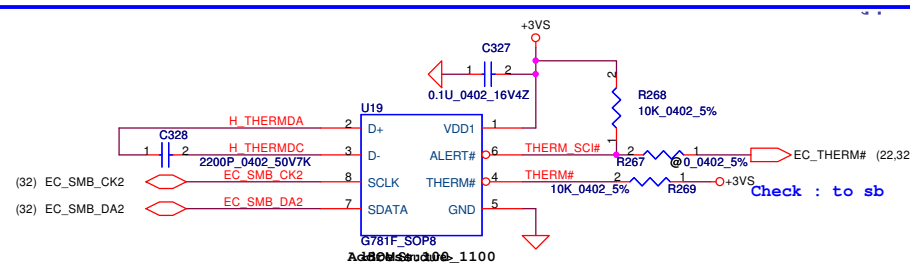 +3VS
C327
1
2
0.1U_0402_16V4Z
2
R268
10K_0402_5%
1
U19
H_THERMDA
2
D+
VDD1
1
C328
1
2
H_THERMDC
3
D-
ALERT#
6
THERM_SCI#
2
1
EC_THERM# (22,32
2200P_0402_50V7K
R267
@0_0402_5%
(32) EC_SMB_CK2
EC_SMB_CK2
8
SCLK
THERM#
4
THERM#
2
1
+3VS
10K_0402_5%
R269
Check : to sb
(32) EC_SMB_DA2
EC_SMB_DA2
7
SDATA
GND
5
G781F_SOP8
100_1100